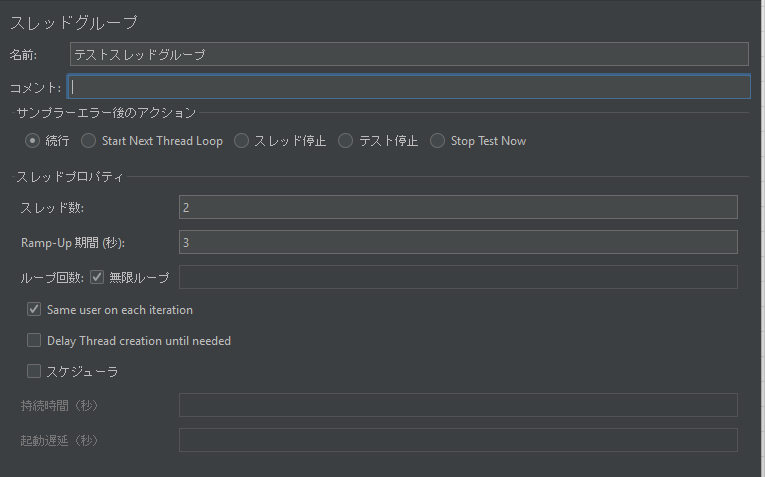 スレッドグループ
名前: テストスレッドグループ
コメント:
サンプラーエラー後のアクション
続行 Start Next Thread Loop スレッド停止 テスト停止 Stop Test Now
スレッドプロパティ
スレッド数: 2
Ramp-Up 期間 (秒): 3
ループ回数: 無限ループ
Same user on each iteration
Delay Thread creation until needed
スケジューラ
持続時間（秒）
起動遅延（秒）